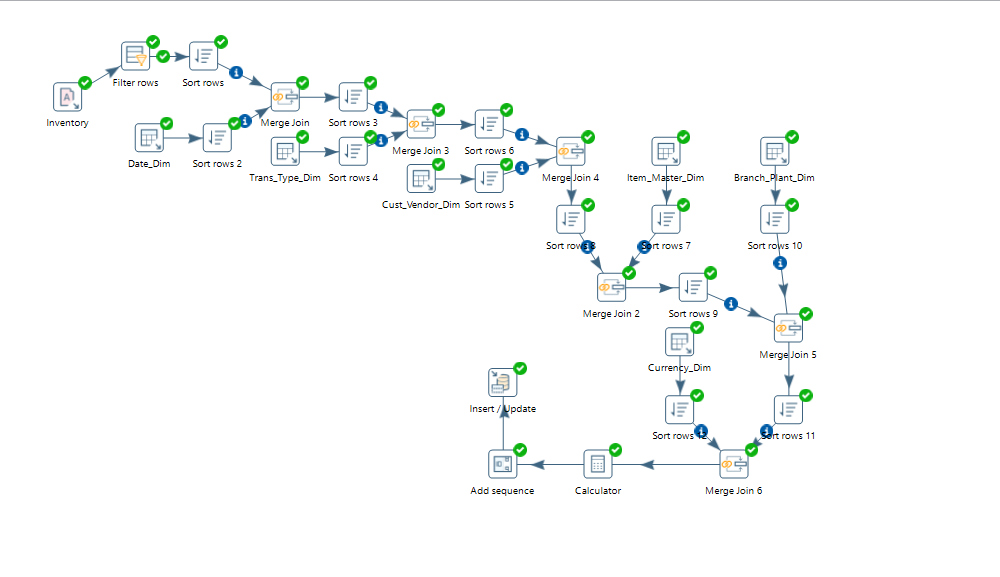 Filter rows
Sort rows
Inventory
Merge Join
Sort rows 3
Date_Dim
Sort rows 2
Merge Join 3
Sort rows 6
Trans_Type_Dim
Sort rows 4
Merge Join 4
Item_Master_Dim
Branch_Plant_Dim
Cust_Vendor_Dim
Sort rows 5
Sort rows 8
Sort rows 7
Sort rows 10
Merge Join 2
Sort rows 9
Merge Join 5
Currency_Dim
Insert / Update
Sort rows 12
Sort rows 11
Add sequence
Calculator
Merge Join 6